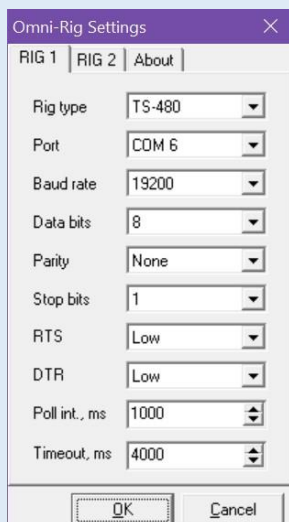 Omni-Rig Settings
RIG 1 RIG 2 About
Rig type TS-480
Port COM 6
Baud rate 19200
Data bits 8
Parity None
Stop bits 1
RTS Low
DTR Low
Poll int., ms 1000
Timeout, ms 4000
OK Cancel